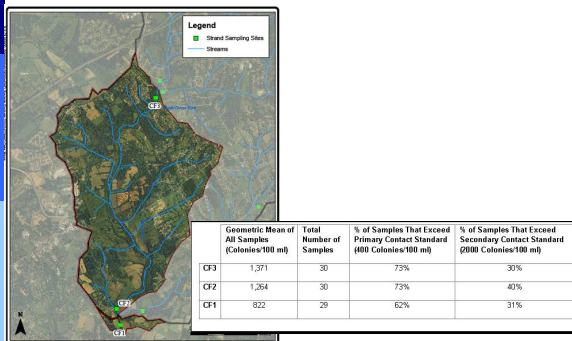 Legend
Strand Sampling Sites
Streams
CF3
CF2
CF1
N
Geometric Mean of All Samples (Colonies/100 ml)
Total Number of Samples
% of Samples That Exceed Primary Contact Standard (400 Colonies/100 ml)
% of Samples That Exceed Secondary Contact Standard (2000 Colonies/100 ml)
CF3 1,371 30 73% 30%
CF2 1,264 30 73% 40%
CF1 822 29 62% 31%